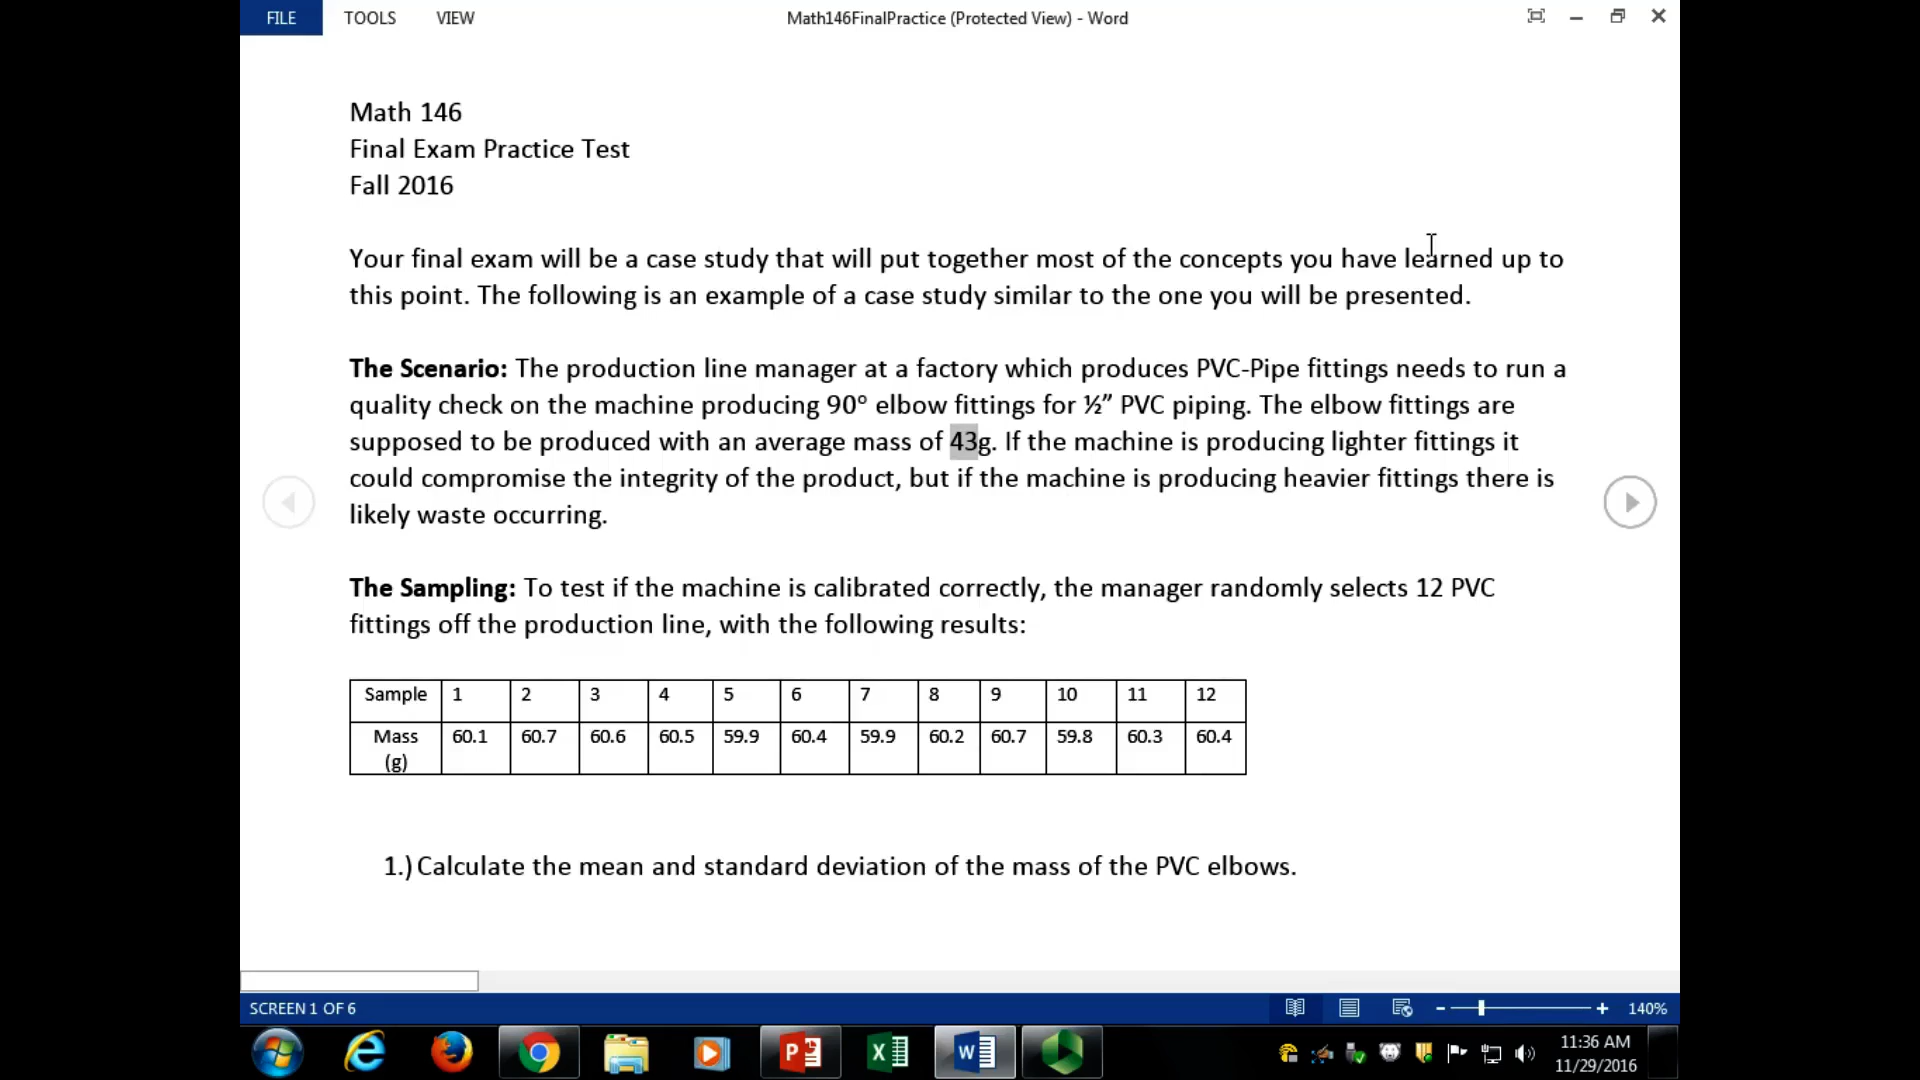 FILE TOOLS VIEW Math146FinalPractice (Protected View) - Word
Math 146
Final Exam Practice Test
Fall 2016
Your final exam will be a case study that will put together most of the concepts you have learned up to
this point. The following is an example of a case study similar to the one you will be presented.
The Scenario: The production line manager at a factory which produces PVC-Pipe fittings needs to run a
quality check on the machine producing 90° elbow fittings for ½” PVC piping. The elbow fittings are
supposed to be produced with an average mass of 43g. If the machine is producing lighter fittings it
could compromise the integrity of the product, but if the machine is producing heavier fittings there is
likely waste occurring.
The Sampling: To test if the machine is calibrated correctly, the manager randomly selects 12 PVC
fittings off the production line, with the following results:
Sample 1 2 3 4 5 6 7 8 9 10 11 12
Mass 60.1 60.7 60.6 60.5 59.9 60.4 59.9 60.2 60.7 59.8 60.3 60.4
(g)
1.) Calculate the mean and standard deviation of the mass of the PVC elbows.
SCREEN 1 OF 6 140%
11:36 AM
11/29/2016